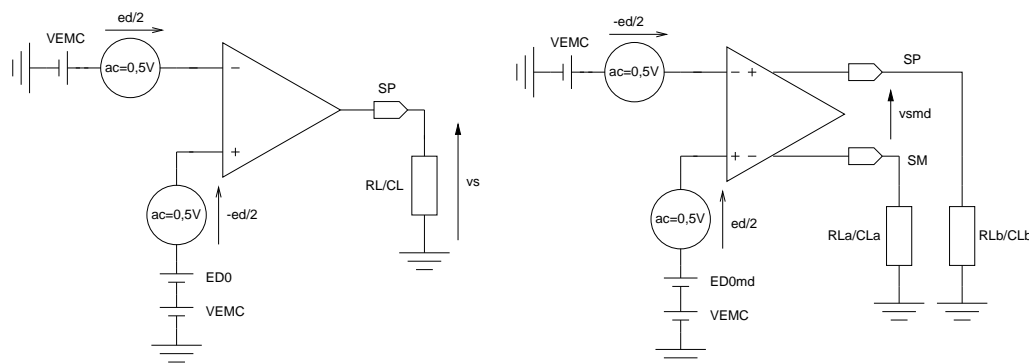 ed/2
VEMC
ac=0,5V
−
SP
+
RL/CL
vs
ac=0,5V
-ed/2
ED0
VEMC
-ed/2
VEMC
ac=0,5V
− +
SP
vsmd
+ −
SM
ac=0,5V
ed/2
RLa/CLa
RLb/CLb
ED0md
VEMC